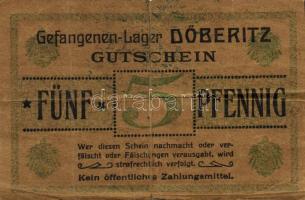 Gefangenen-Lager DÖBERITZ
GUTSCHEIN
* FÜNF * 5 * PFENNIG
Wer diesen Schein nachmacht oder ver-
fälscht oder Fälschungen verausgabt, wird
strafrechtlich verfolgt.
Kein öffentliches Zahlungsmittel.